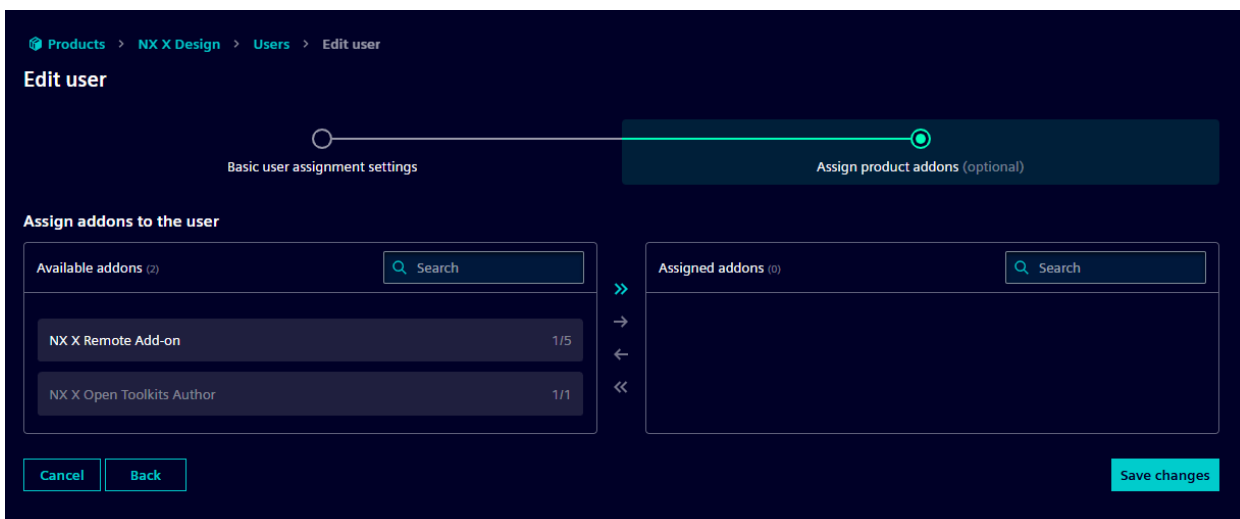 Products > NX X Design > Users > Edit user
Edit user
Basic user assignment settings
Assign product addons (optional)
Assign addons to the user
Available addons (2)
Search
NX X Remote Add-on 1/5
NX X Open Toolkits Author 1/1
Assigned addons (0)
Search
Cancel
Back
Save changes